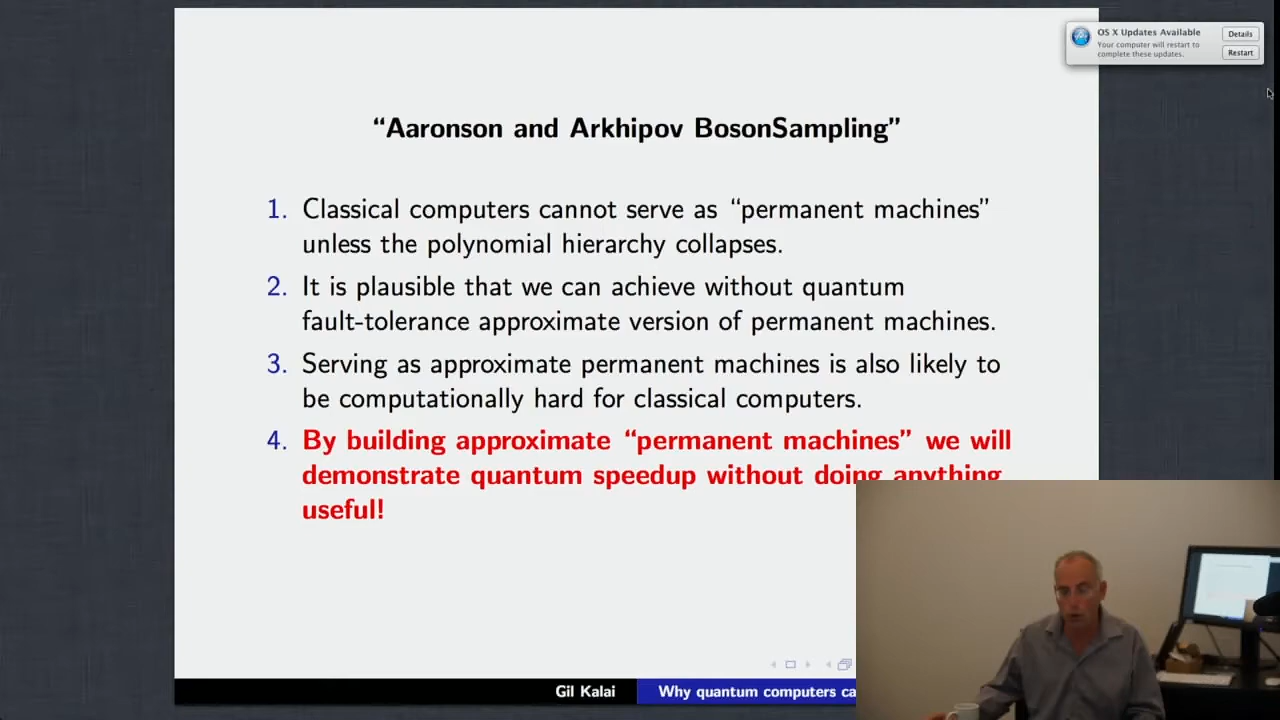 OS X Updates Available
Details
Your computer will restart to
complete these updates.
Restart
“Aaronson and Arkhipov BosonSampling”
1. Classical computers cannot serve as “permanent machines”
unless the polynomial hierarchy collapses.
2. It is plausible that we can achieve without quantum
fault-tolerance approximate version of permanent machines.
3. Serving as approximate permanent machines is also likely to
be computationally hard for classical computers.
4. By building approximate “permanent machines” we will
demonstrate quantum speedup without doing anything
useful!
Gil Kalai
Why quantum computers ca